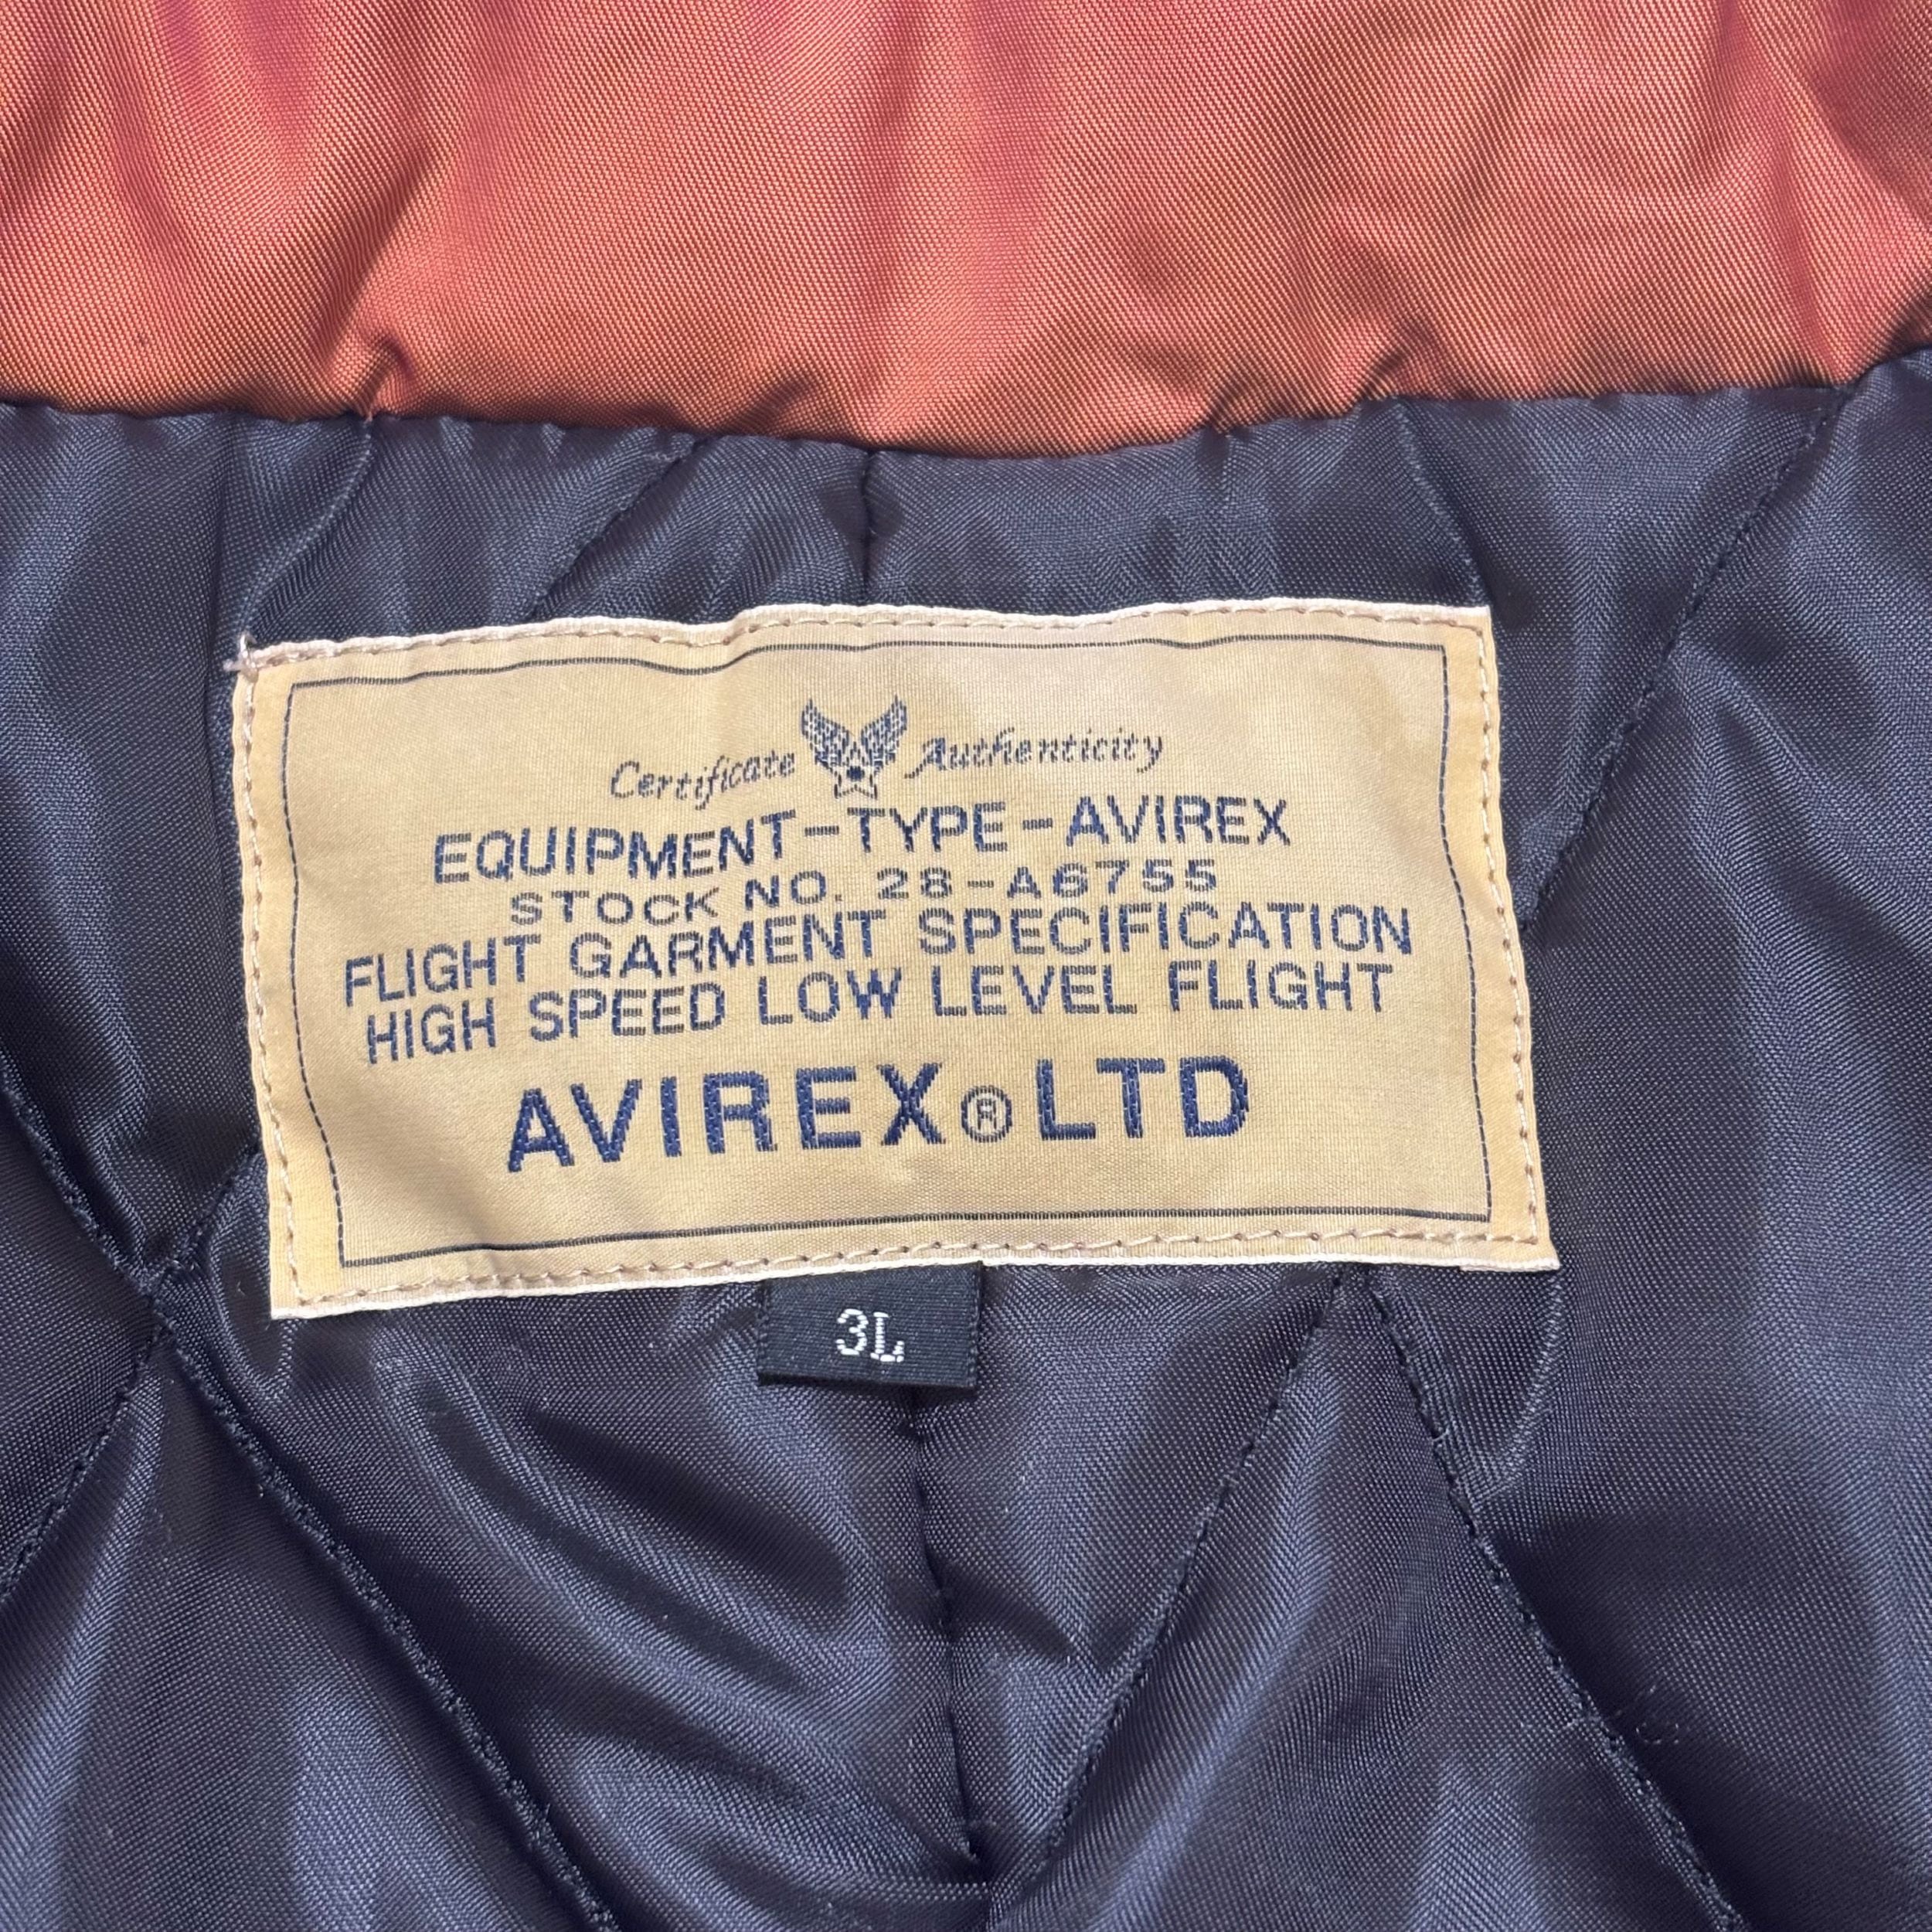 Certificate Authenticity
EQUIPMENT-TYPE-AVIREX
STOCK NO. 28-A6755
FLIGHT GARMENT SPECIFICATION
HIGH SPEED LOW LEVEL FLIGHT
AVIREX®LTD
3L